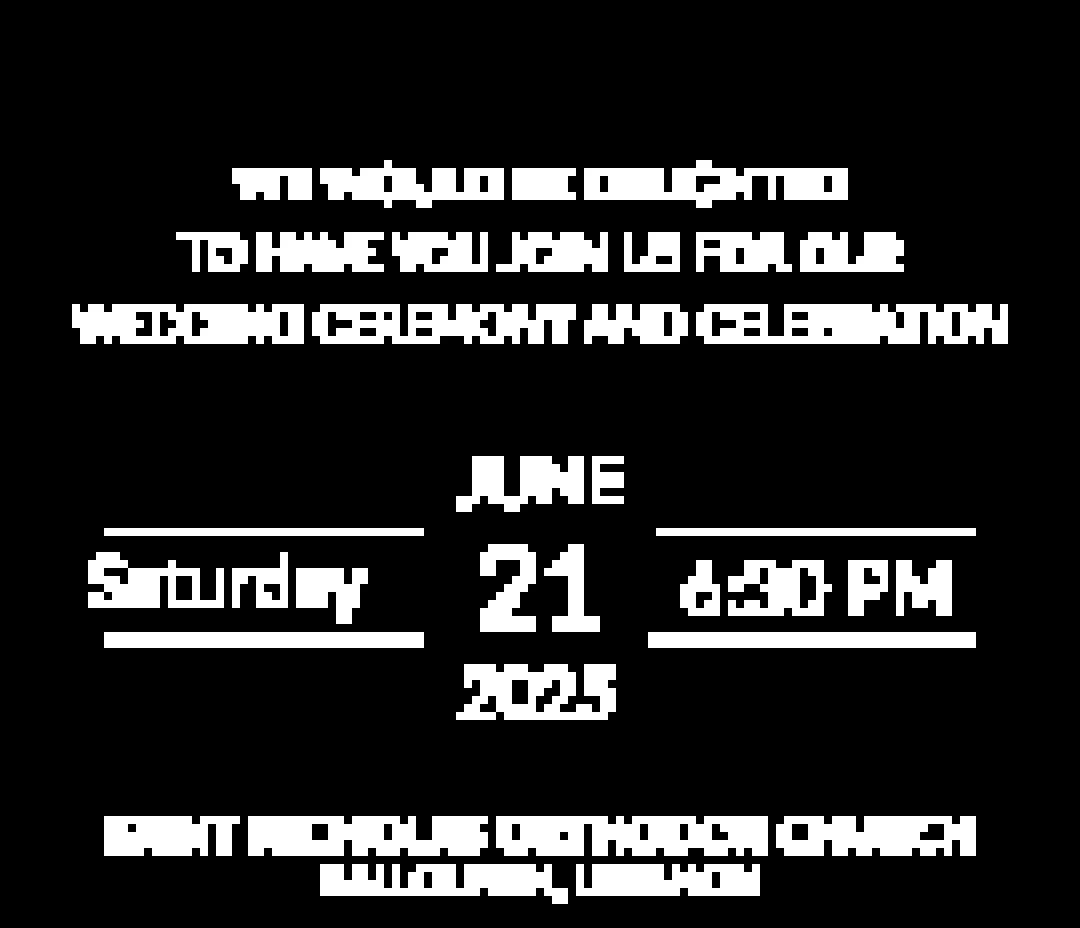 WE WOULD BE DELIGHTED
TO HAVE YOU JOIN US FOR OUR
WEDDING CEREMONY AND CELEBRATION
JUNE
Saturday
21
6:30 PM
2025
SAINT NICHOLAS ORTHODOX CHURCH
LEBANON